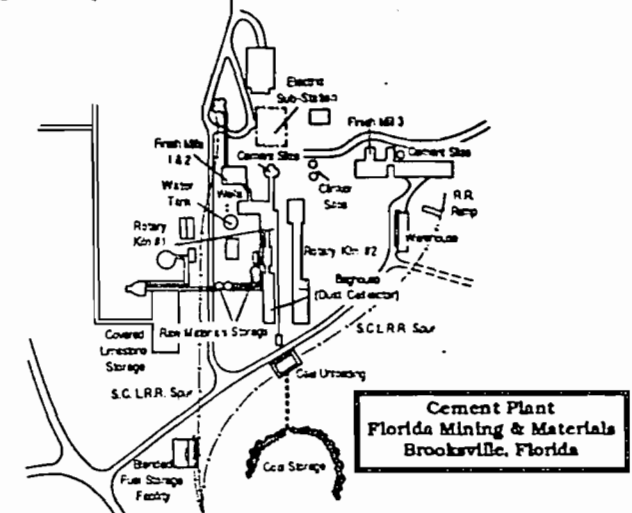 Electric
Sub-Station
Finish Mill 3
Finish Mills
1 & 2
Cement Silos
Cement Silos
Water
Tank
Wells
Clinker
Silos
R.R.
Ramp
Rotary
Kiln #1
Rotary Kiln #2
Warehouse
Baghouse
(Dust Collector)
Raw Materials Storage
S.C.L.R.R. Spur
Covered
Limestone
Storage
Coal Unloading
S.C.L.R.R. Spur
Cement Plant
Florida Mining & Materials
Brooksville, Florida
Blended
Fuel Storage
Facility
Coal Storage